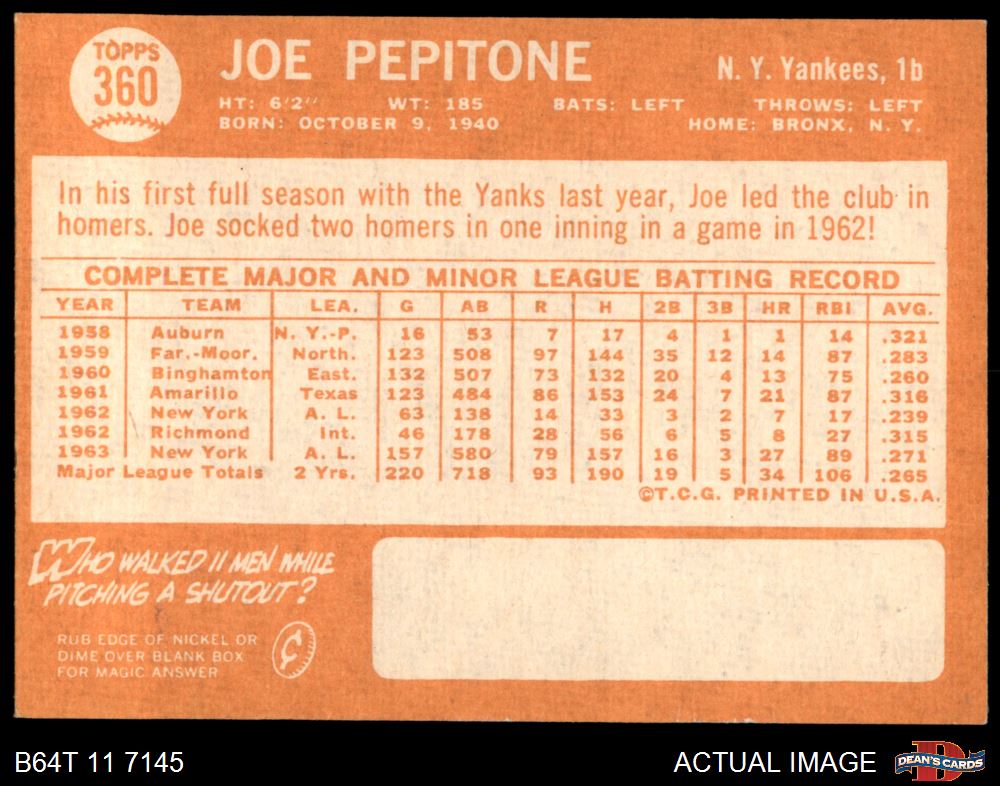 TOPPS
360
JOE PEPITONE
N. Y. Yankees, 1b
HT: 6'2" WT: 185 BATS: LEFT THROWS: LEFT
BORN: OCTOBER 9, 1940 HOME: BRONX, N. Y.
In his first full season with the Yanks last year, Joe led the club in
homers. Joe socked two homers in one inning in a game in 1962!
COMPLETE MAJOR AND MINOR LEAGUE BATTING RECORD
YEAR TEAM LEA. G AB R H 2B 3B HR RBI AVG.
1958 Auburn N. Y.-P. 16 53 7 17 4 1 1 14 .321
1959 Far.-Moor. North. 123 508 97 144 35 12 14 87 .283
1960 Binghamton East. 132 507 73 132 20 4 13 75 .260
1961 Amarillo Texas 123 484 86 153 24 7 21 87 .316
1962 New York A. L. 63 138 14 33 3 2 7 17 .239
1962 Richmond Int. 46 178 28 56 6 5 8 27 .315
1963 New York A. L. 157 580 79 157 16 3 27 89 .271
Major League Totals 2 Yrs. 220 718 93 190 19 5 34 106 .265
©T.C.G. PRINTED IN U.S.A.
WHO WALKED 11 MEN WHILE
PITCHING A SHUTOUT?
RUB EDGE OF NICKEL OR
DIME OVER BLANK BOX
FOR MAGIC ANSWER
¢
B64T 11 7145
ACTUAL IMAGE
D
DEAN'S CARDS